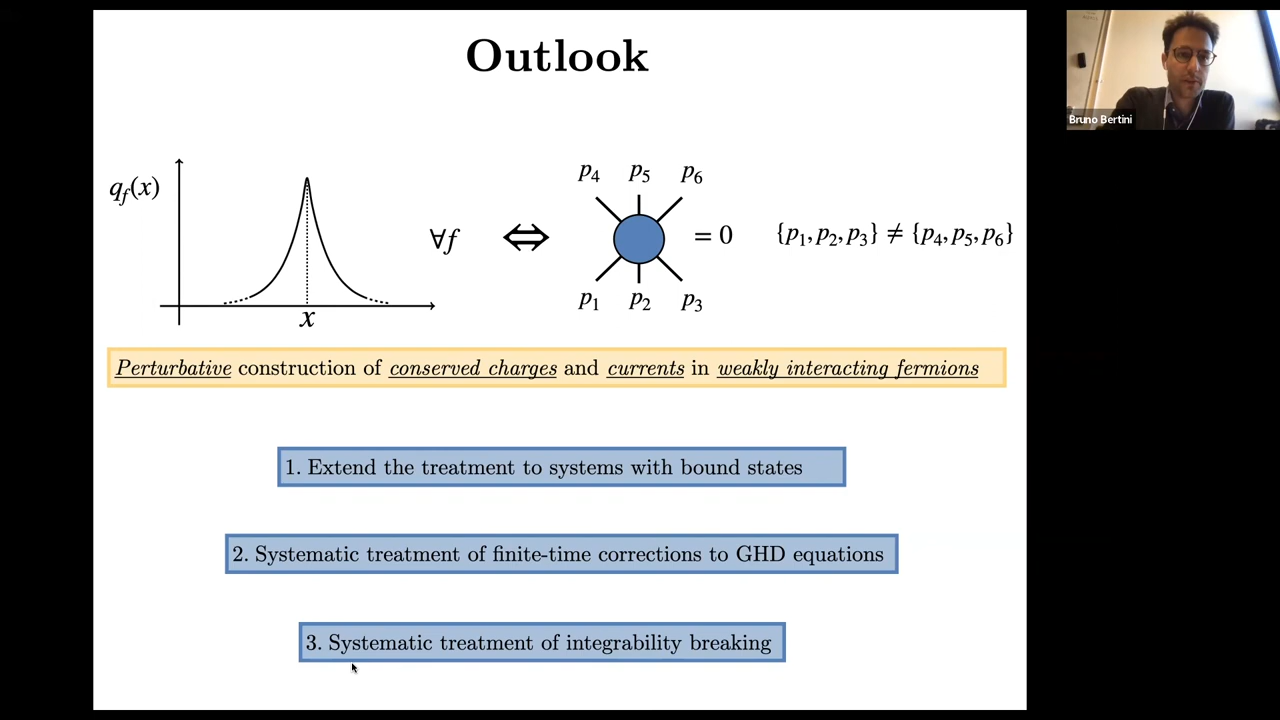 Outlook
q_f(x)
x
∀f
⇔
p_4 p_5 p_6
= 0
p_1 p_2 p_3
{p_1, p_2, p_3} ≠ {p_4, p_5, p_6}
Perturbative construction of conserved charges and currents in weakly interacting fermions
1. Extend the treatment to systems with bound states
2. Systematic treatment of finite-time corrections to GHD equations
3. Systematic treatment of integrability breaking
Bruno Bertini